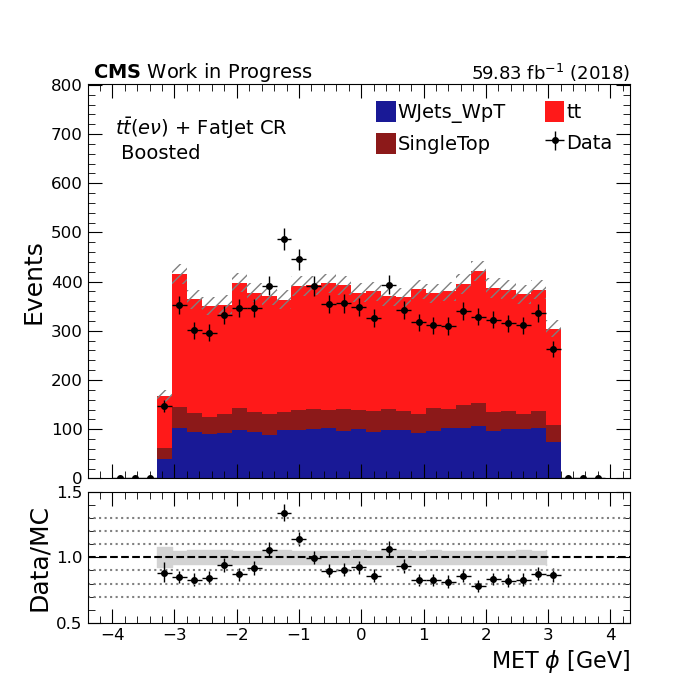 CMS Work in Progress 59.83 fb⁻¹ (2018)
800
700
600
500
400
300
200
100
0
Events
tt̄(eν) + FatJet CR
Boosted
WJets_WpT tt
SingleTop Data
1.5
1.0
0.5
Data/MC
−4 −3 −2 −1 0 1 2 3 4
MET ϕ [GeV]